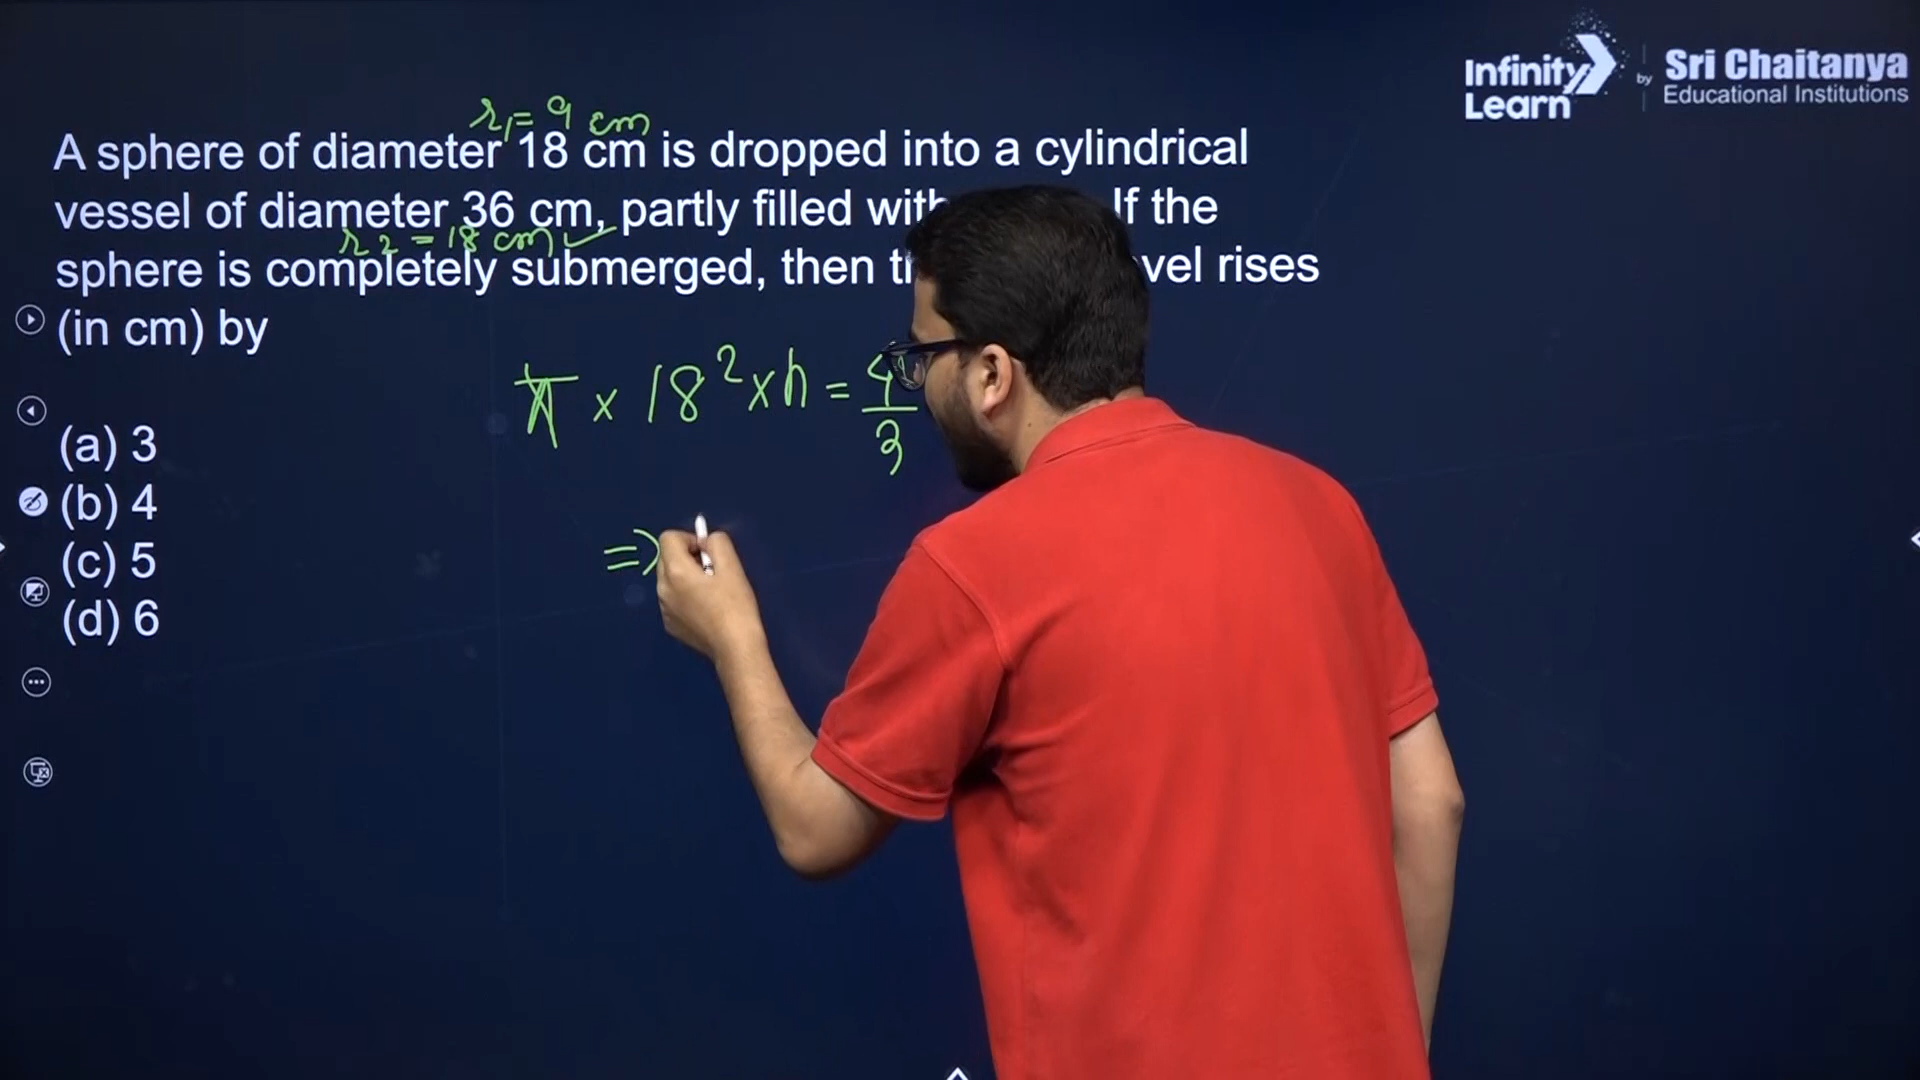 Infinity Learn by Sri Chaitanya Educational Institutions
r₁ = 9 cm
A sphere of diameter 18 cm is dropped into a cylindrical
vessel of diameter 36 cm, partly filled If the
r₂ = 18 cm ✓
sphere is completely submerged, then rises
(in cm) by
π × 18² × h = 4/3
⇒
(a) 3
(b) 4
(c) 5
(d) 6